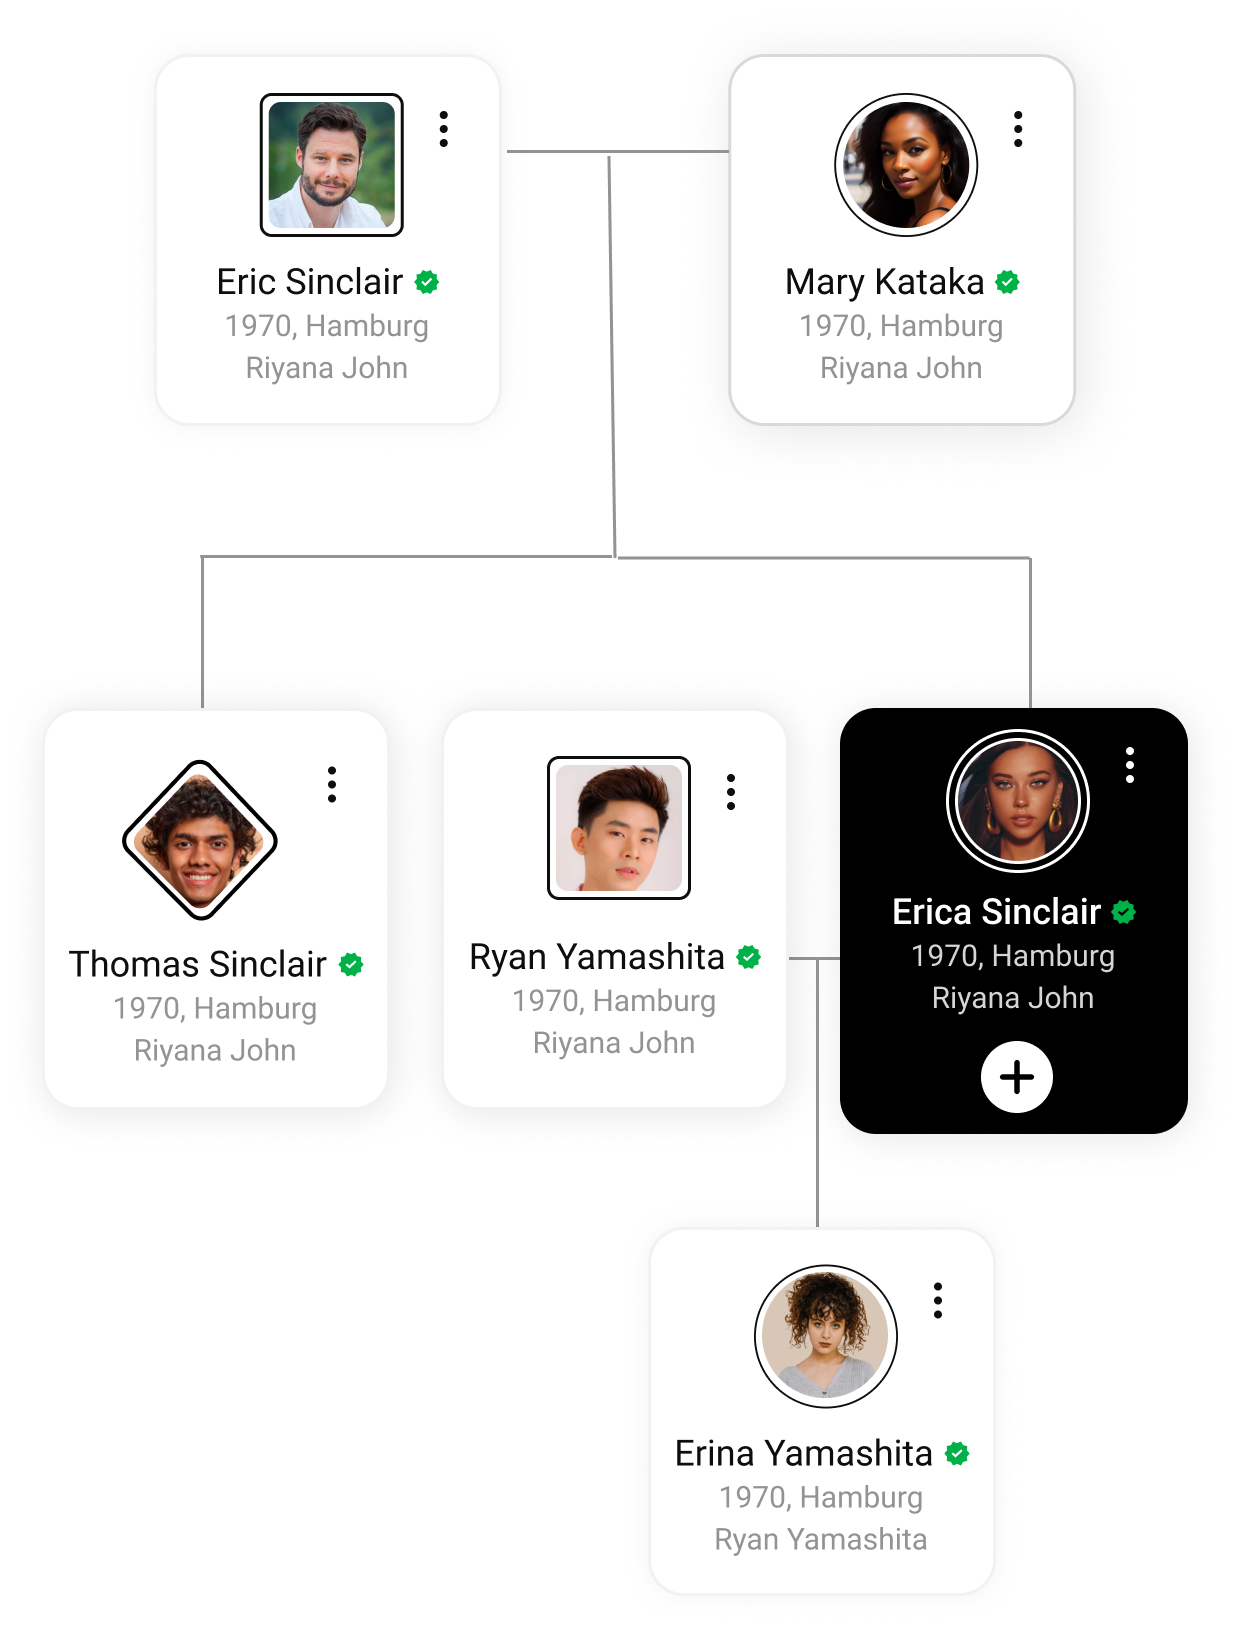 Eric Sinclair
1970, Hamburg
Riyana John
Mary Kataka
1970, Hamburg
Riyana John
Thomas Sinclair
1970, Hamburg
Riyana John
Ryan Yamashita
1970, Hamburg
Riyana John
Erica Sinclair
1970, Hamburg
Riyana John
Erina Yamashita
1970, Hamburg
Ryan Yamashita